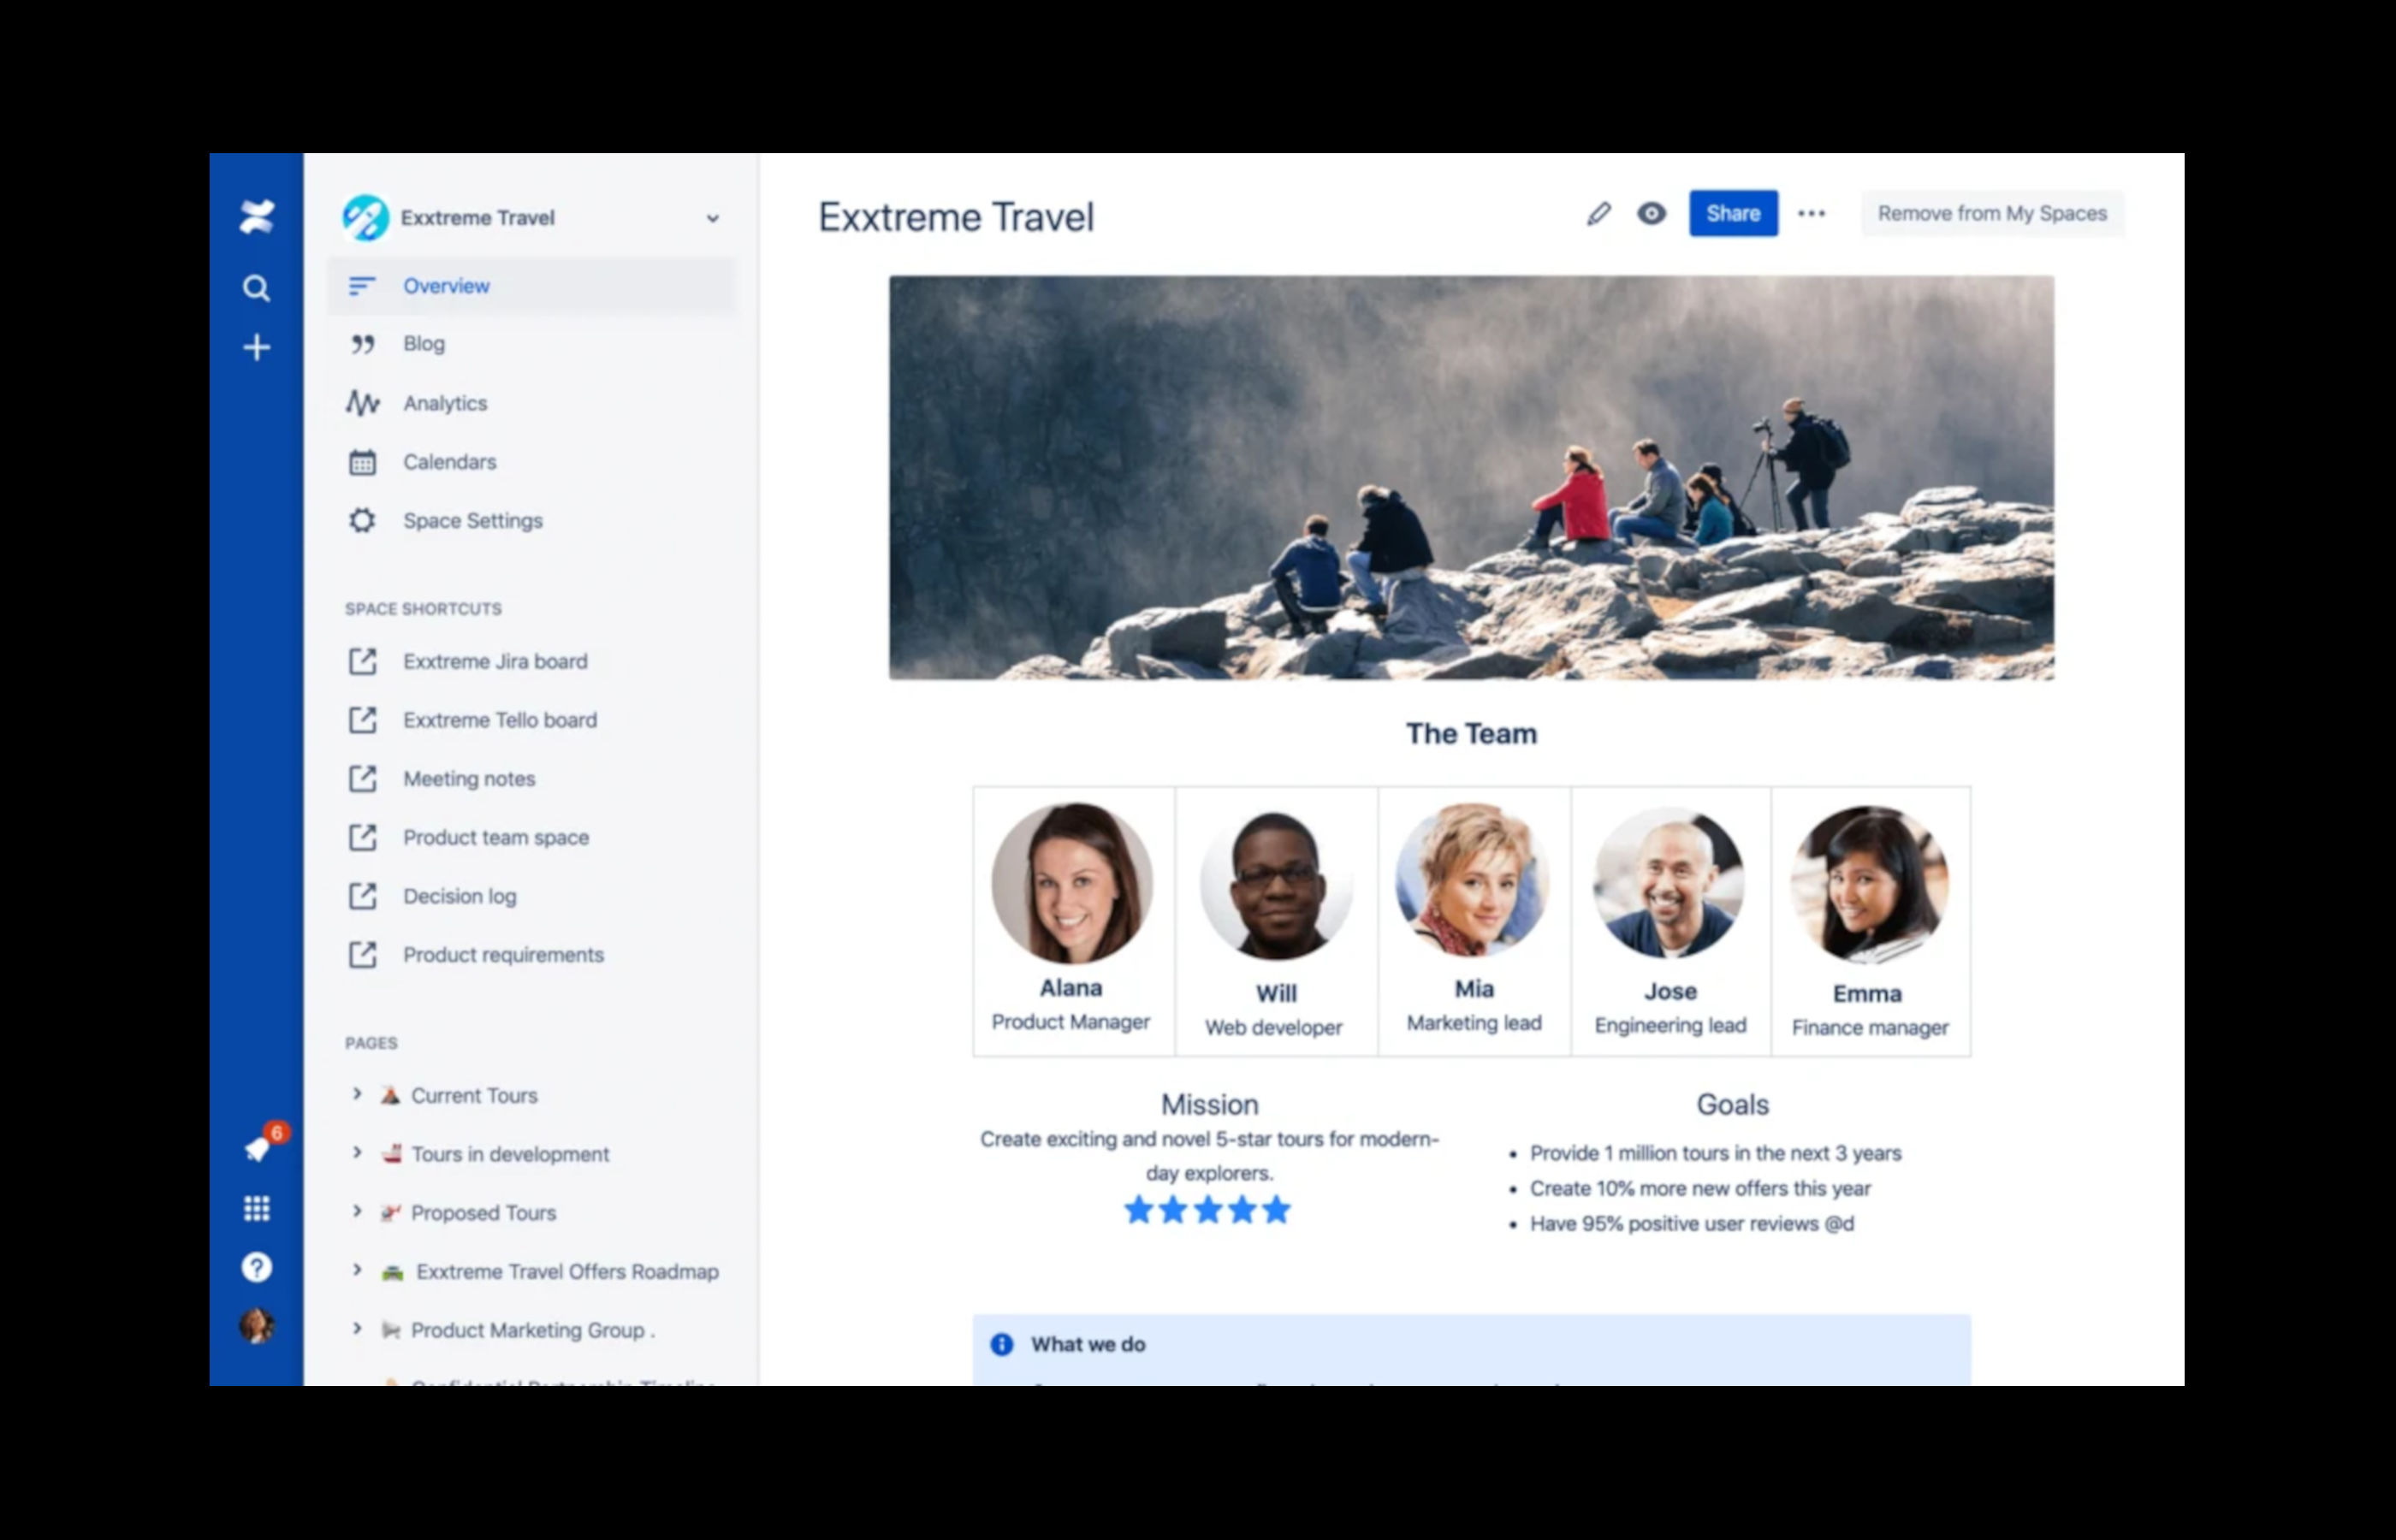 Exxtreme Travel
Overview
Blog
Analytics
Calendars
Space Settings
SPACE SHORTCUTS
Exxtreme Jira board
Exxtreme Tello board
Meeting notes
Product team space
Decision log
Product requirements
PAGES
Current Tours
Tours in development
Proposed Tours
Exxtreme Travel Offers Roadmap
Product Marketing Group .
6
?
Exxtreme Travel
Share
Remove from My Spaces
The Team
Alana
Product Manager
Will
Web developer
Mia
Marketing lead
Jose
Engineering lead
Emma
Finance manager
Mission
Create exciting and novel 5-star tours for modern-
day explorers.
Goals
• Provide 1 million tours in the next 3 years
• Create 10% more new offers this year
• Have 95% positive user reviews @d
What we do